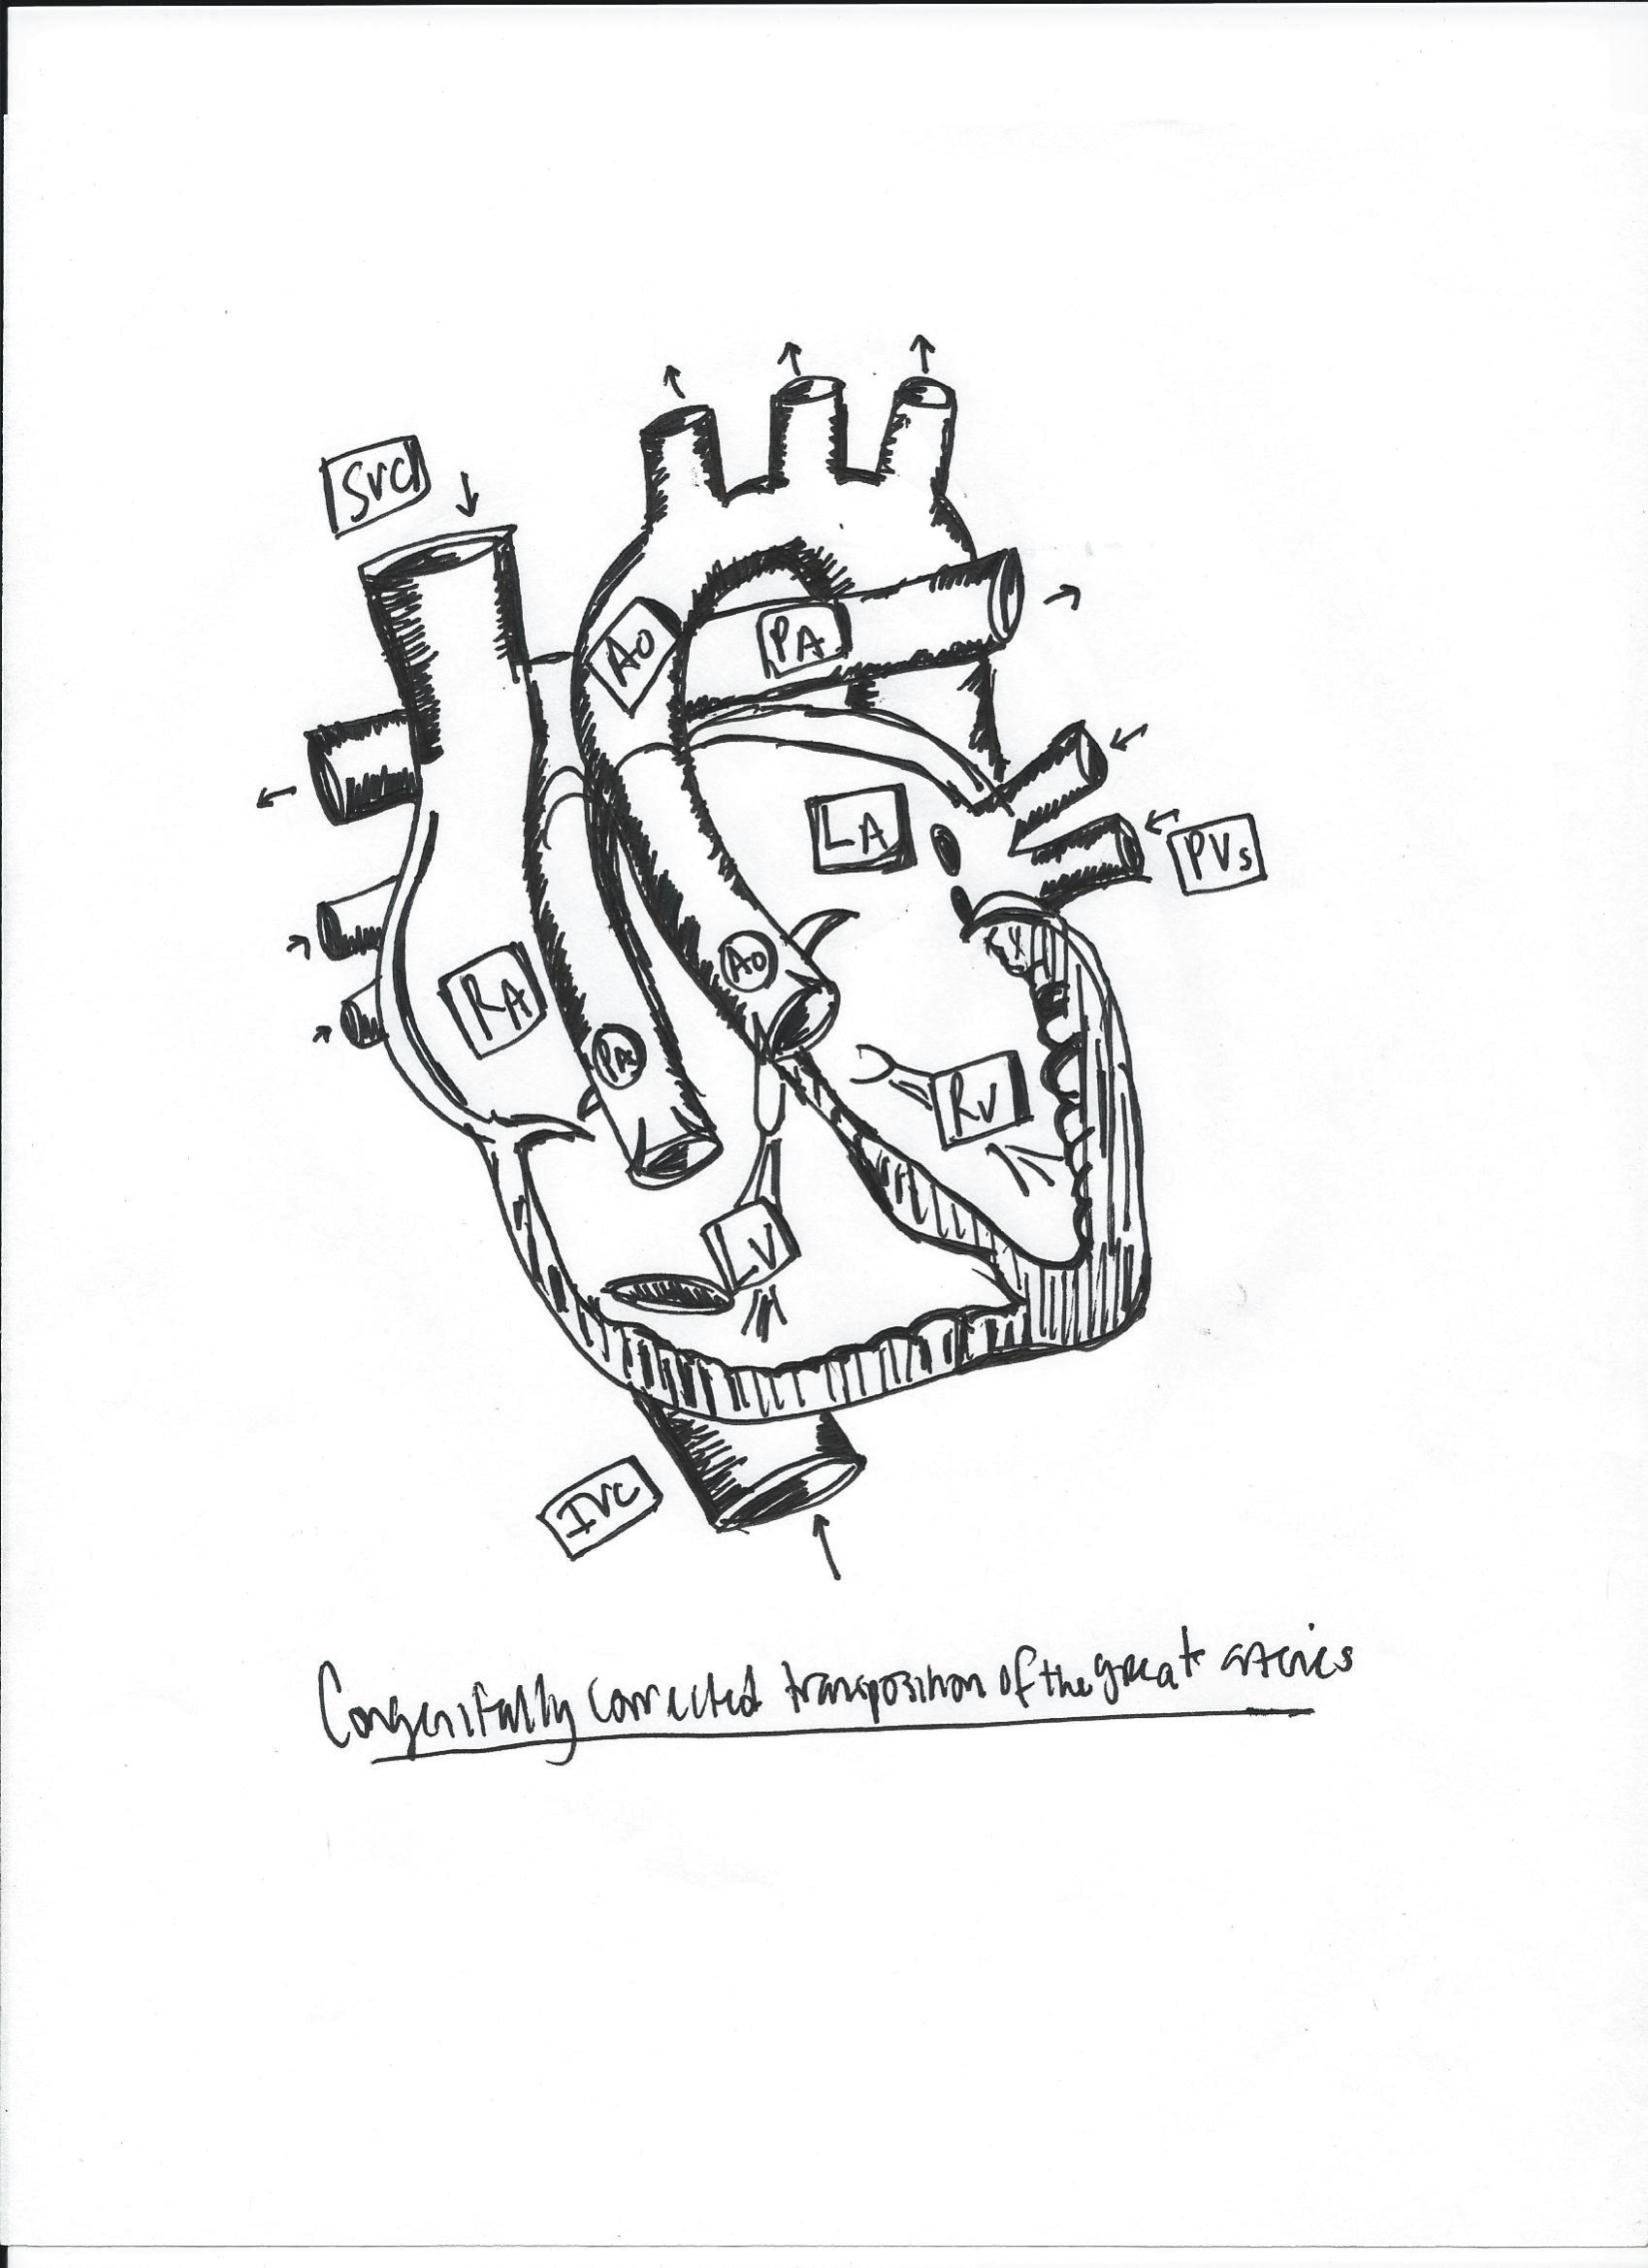 SVC
Ao
PA
LA
PVs
Ao
RA
PA
RV
LV
IVC
Congenitally corrected transposition of the great arteries